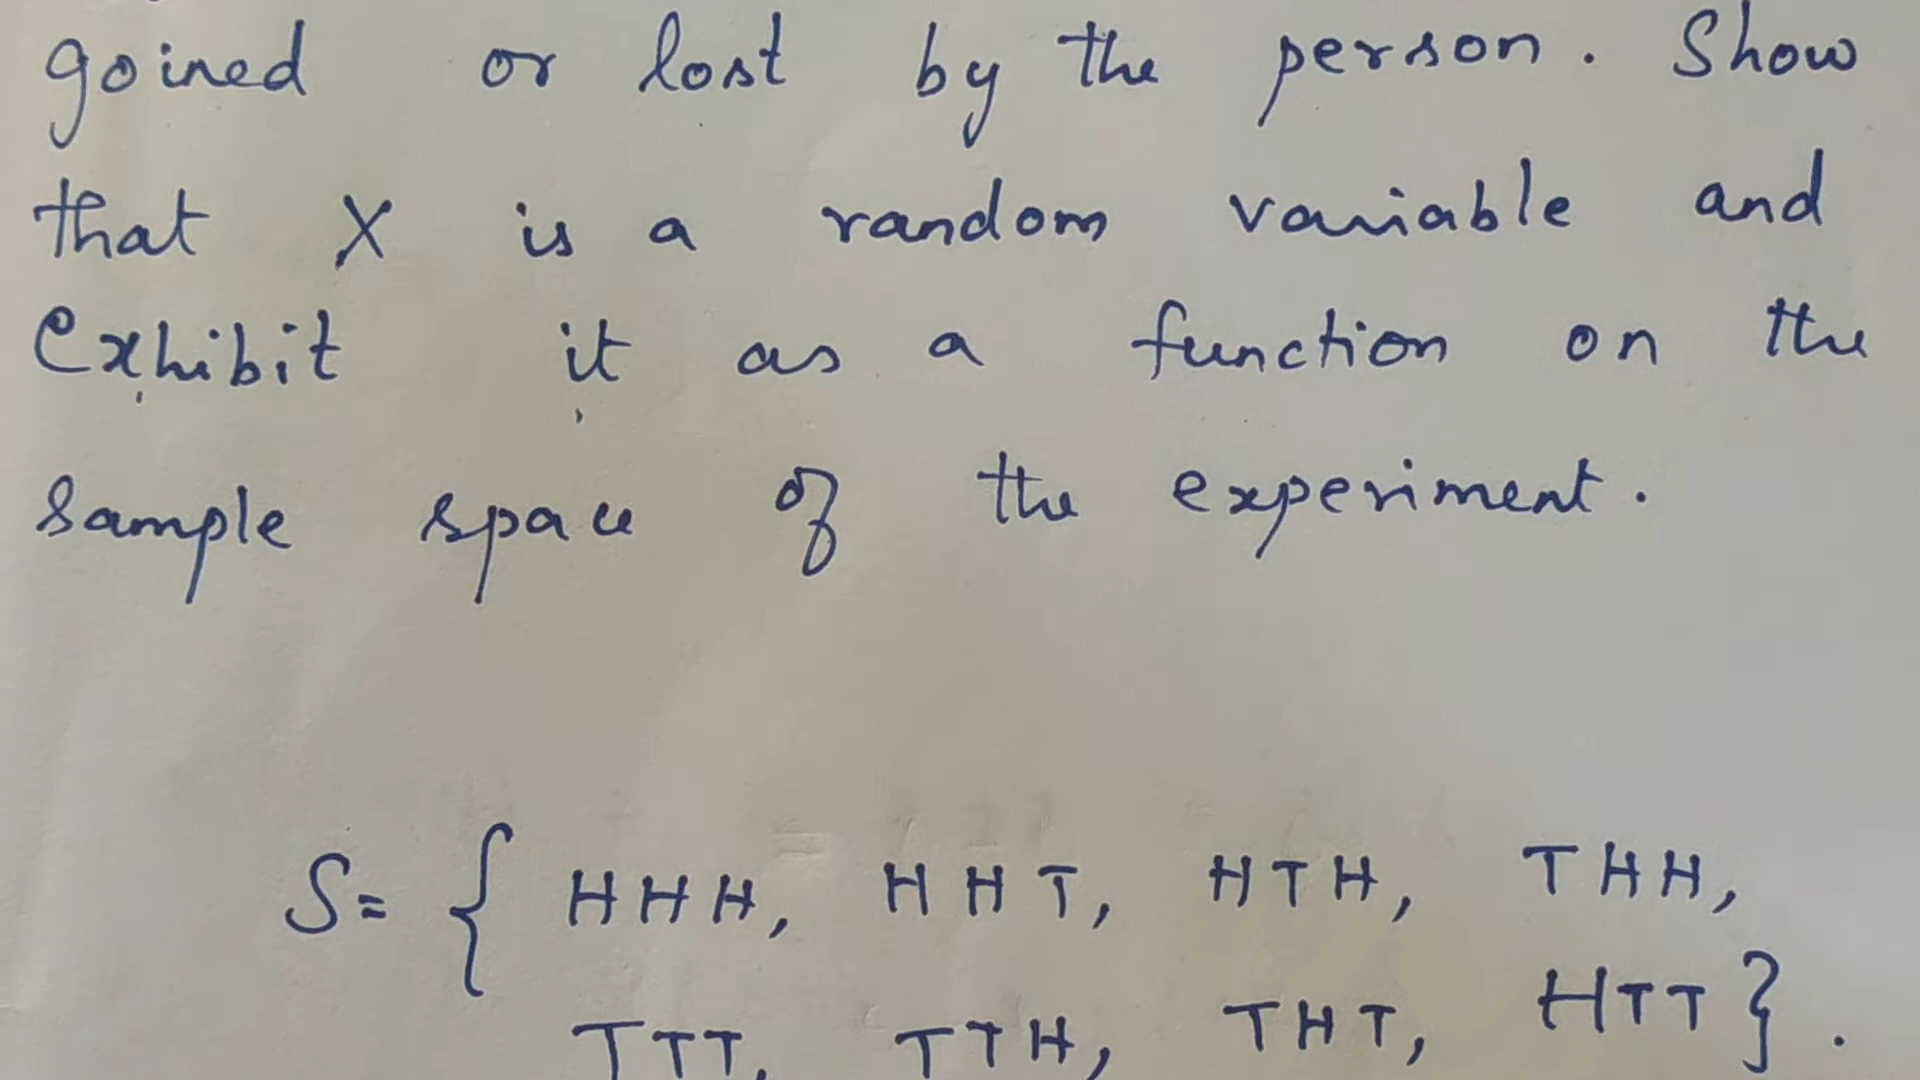 goined or lost by the person. Show
that X is a random variable and
Exhibit it as a function on the
Sample space of the experiment.
S= { HHH, HHT, HTH, THH,
TTT, TTH, THT, HTT }.